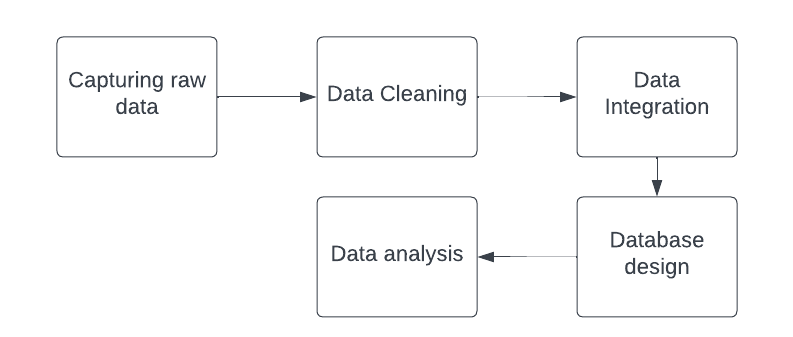 Capturing raw
data
Data Cleaning
Data
Integration
Database
design
Data analysis